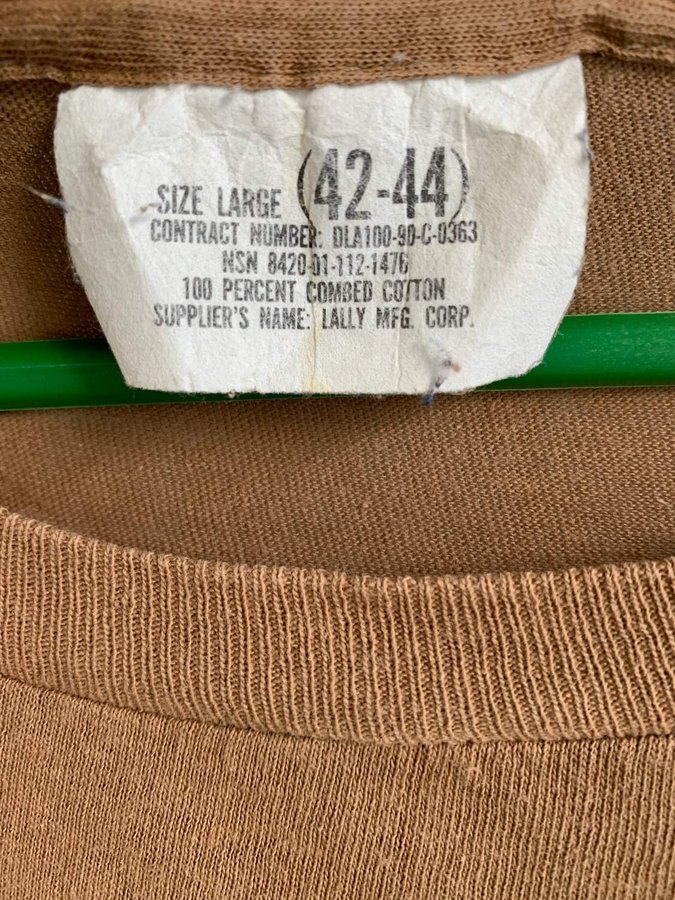 SIZE LARGE (42-44)
CONTRACT NUMBER: DLA100-90-C-0363
NSN 8420-01-112-1476
100 PERCENT COMBED COTTON
SUPPLIER'S NAME: LALLY MFG. CORP.